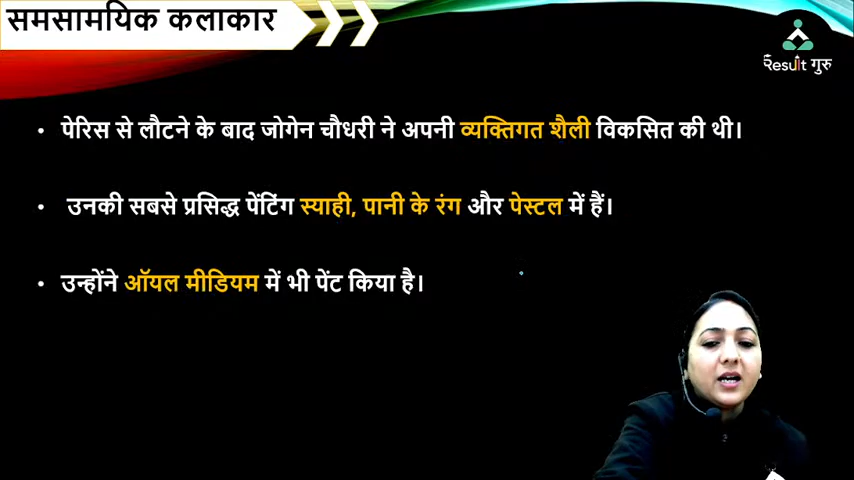 समसामयिक कलाकार
Result गुरु
• पेरिस से लौटने के बाद जोगेन चौधरी ने अपनी व्यक्तिगत शैली विकसित की थी।
• उनकी सबसे प्रसिद्ध पेंटिंग स्याही, पानी के रंग और पेस्टल में हैं।
• उन्होंने ऑयल मीडियम में भी पेंट किया है।